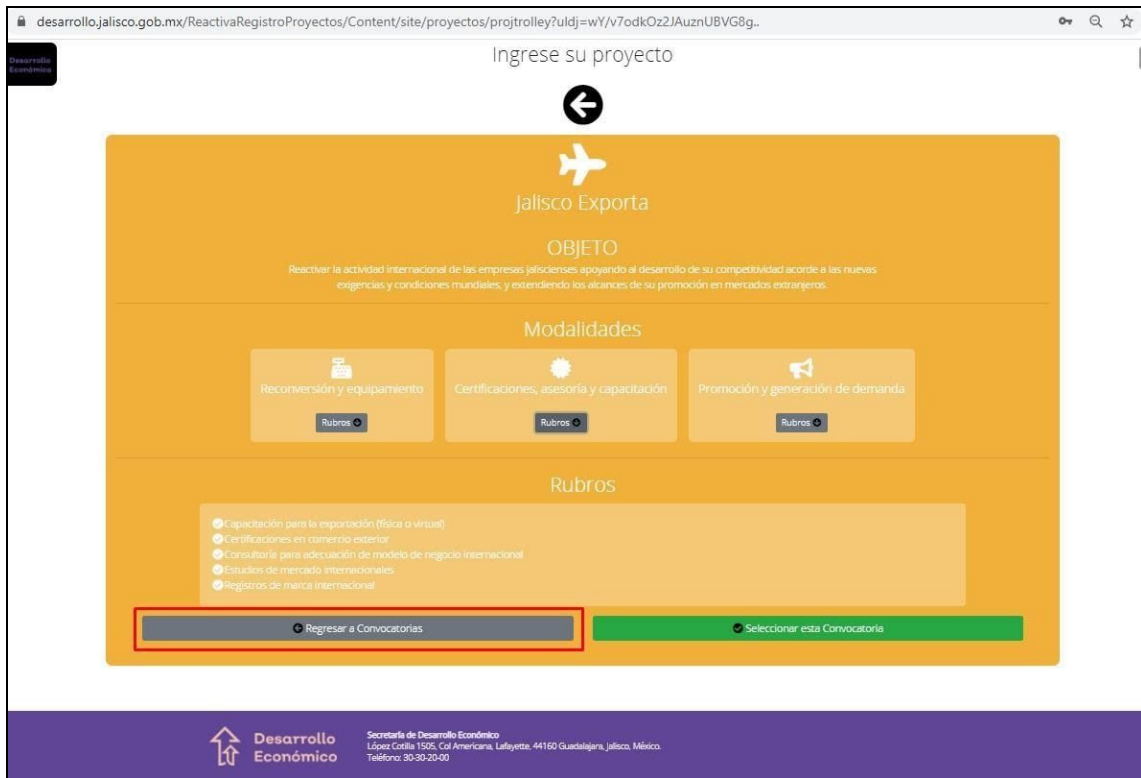 desarrollo.jalisco.gob.mx/ReactivaRegistroProyectos/Content/site/proyectos/projtrolley?uldj=wY/v7odkOz2JAuznUBVG8g..
Desarrollo
Económico
Ingrese su proyecto
Jalisco Exporta
OBJETO
Reactivar la actividad internacional de las empresas jaliscienses apoyando al desarrollo de su competitividad acorde a las nuevas
exigencias y condiciones mundiales, y extendiendo los alcances de su promoción en mercados extranjeros.
Modalidades
Reconversión y equipamiento
Rubros
Certificaciones, asesoría y capacitación
Rubros
Promoción y generación de demanda
Rubros
Rubros
Capacitación para la exportación (física o virtual)
Certificaciones en comercio exterior
Consultoría para adecuación de modelo de negocio internacional
Estudios de mercado internacionales
Registros de marca internacional
Regresar a Convocatorias
Seleccionar esta Convocatoria
Desarrollo
Económico
Secretaría de Desarrollo Económico
López Cotilla 1505, Col Americana, Lafayette, 44160 Guadalajara, Jalisco, México.
Teléfono: 30-30-20-00